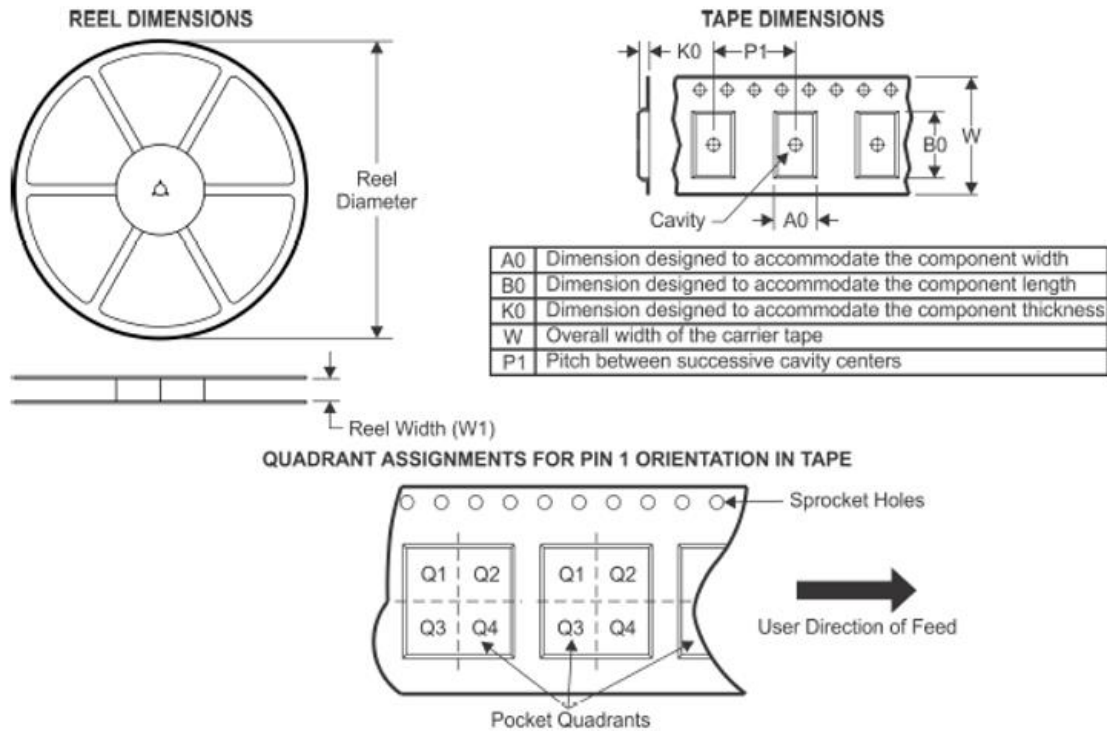 REEL DIMENSIONS
Reel
Diameter
Reel Width (W1)
TAPE DIMENSIONS
K0
P1
W
B0
Cavity
A0
A0 Dimension designed to accommodate the component width
B0 Dimension designed to accommodate the component length
K0 Dimension designed to accommodate the component thickness
W Overall width of the carrier tape
P1 Pitch between successive cavity centers
QUADRANT ASSIGNMENTS FOR PIN 1 ORIENTATION IN TAPE
Sprocket Holes
Q1 Q2 Q1 Q2
Q3 Q4 Q3 Q4
User Direction of Feed
Pocket Quadrants